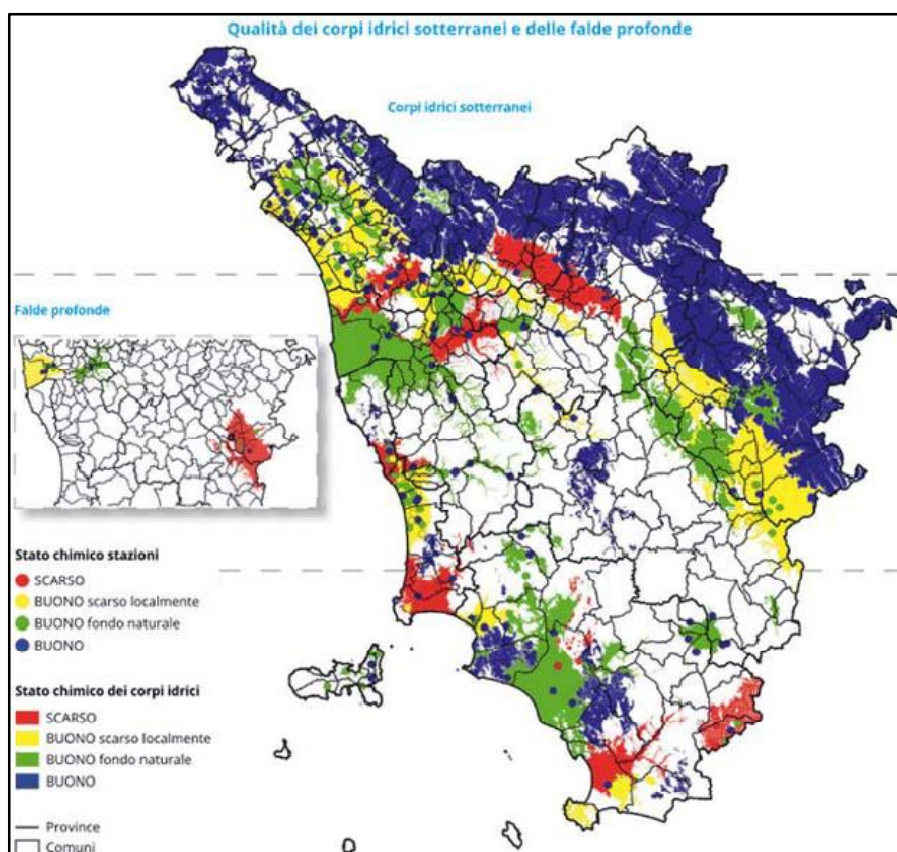 Qualità dei corpi idrici sotterranei e delle falde profonde
Corpi idrici sotterranei
Falde profonde
Stato chimico stazioni
SCARSO
BUONO scarso localmente
BUONO fondo naturale
BUONO
Stato chimico dei corpi idrici
SCARSO
BUONO scarso localmente
BUONO fondo naturale
BUONO
Province
Comuni